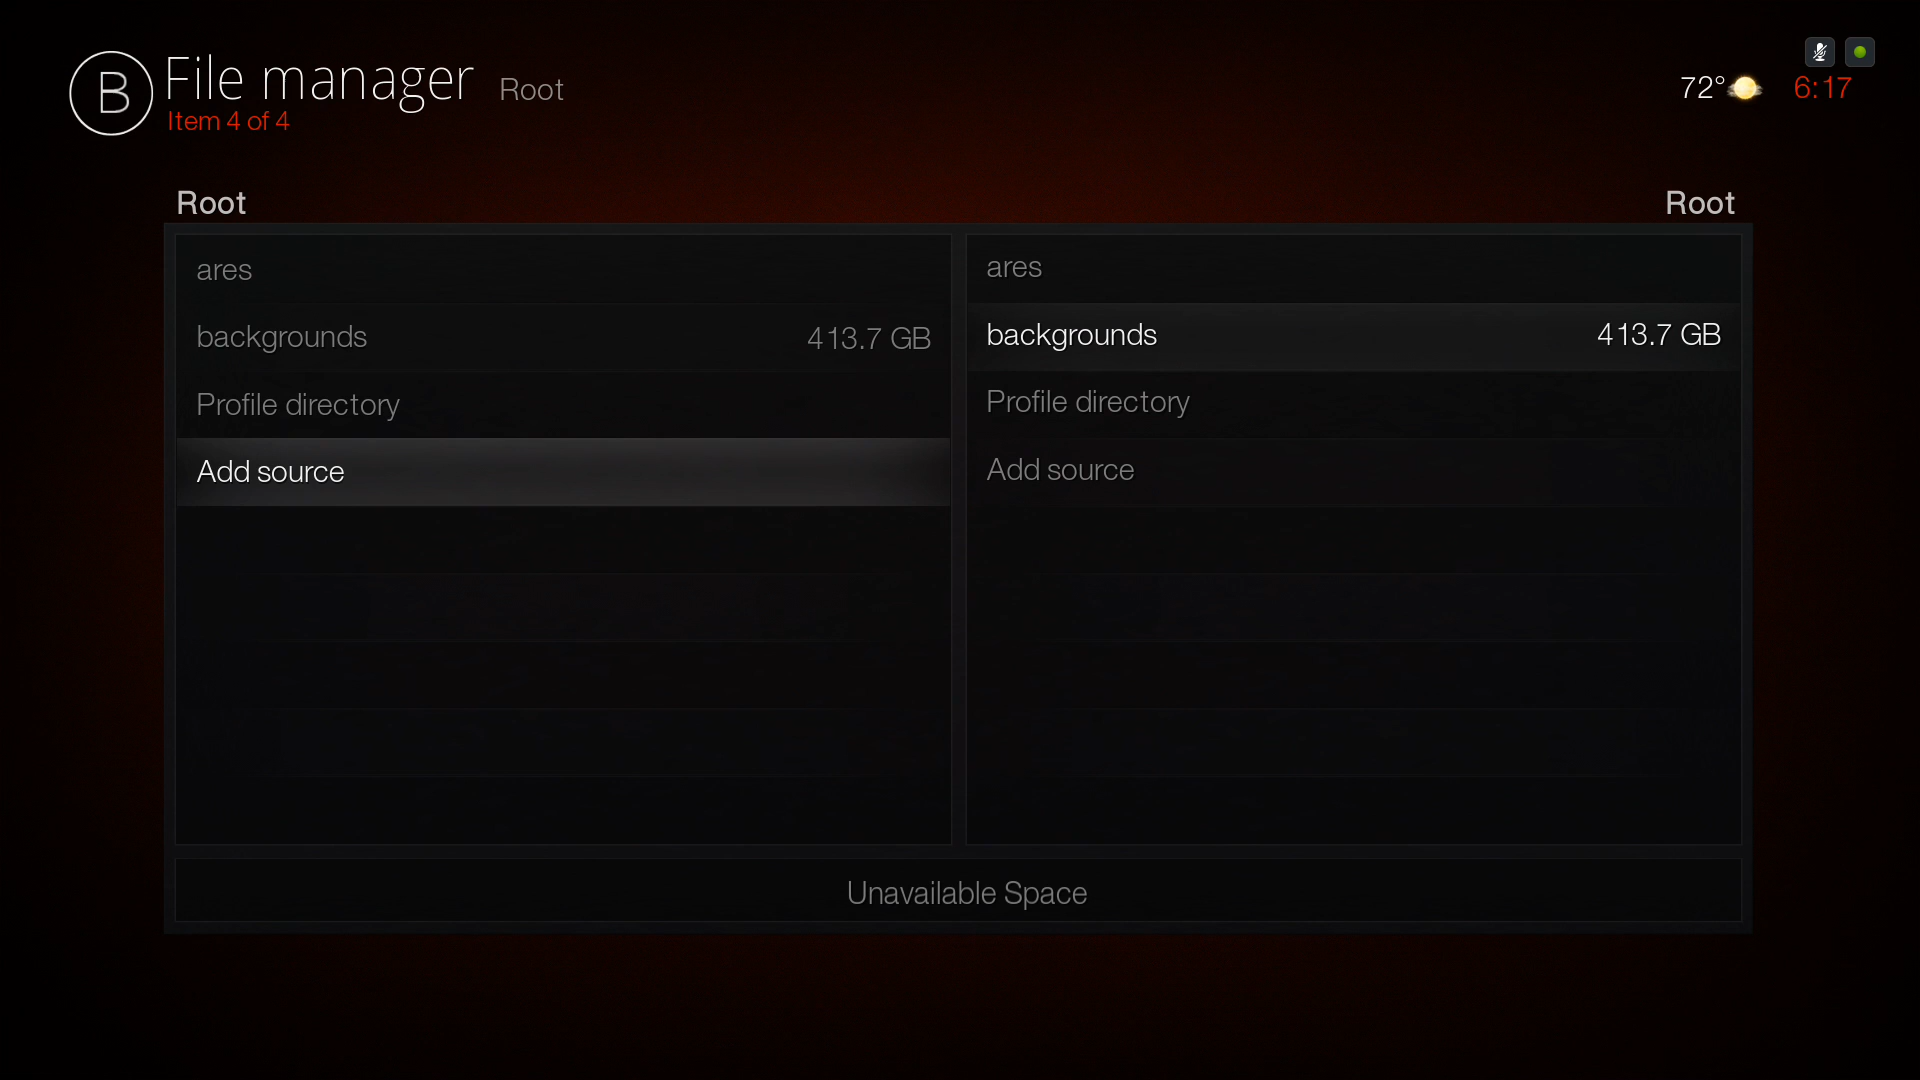 B
File manager
Root
Item 4 of 4
72°
6:17
Root
Root
ares
backgrounds 413.7 GB
Profile directory
Add source
ares
backgrounds 413.7 GB
Profile directory
Add source
Unavailable Space